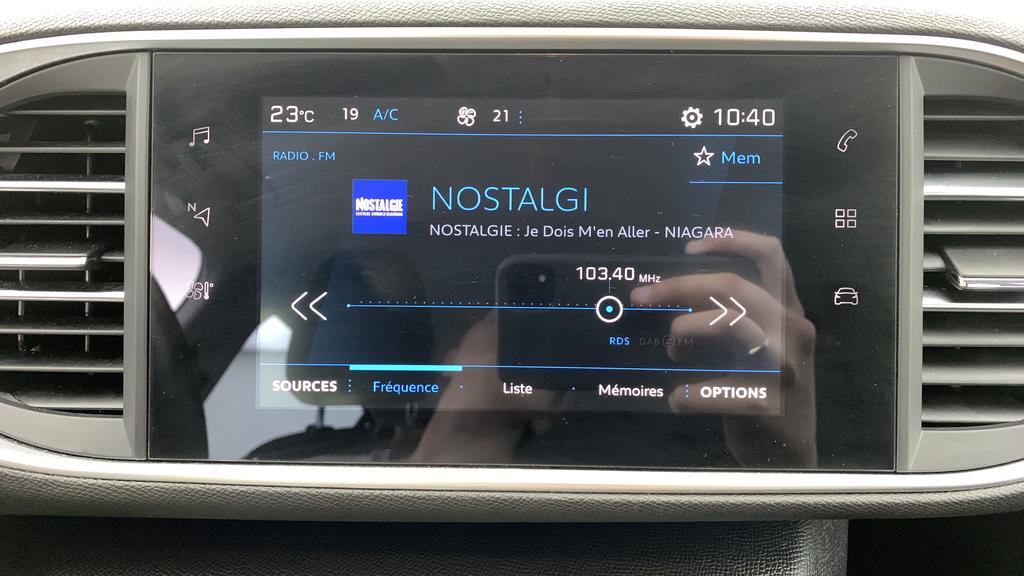 23°C 19 A/C 21 10:40
RADIO . FM
Mem
NOSTALGIE
NOSTALGI
NOSTALGIE : Je Dois M'en Aller - NIAGARA
103.40 MHz
RDS DAB FM
SOURCES Fréquence Liste Mémoires OPTIONS
N